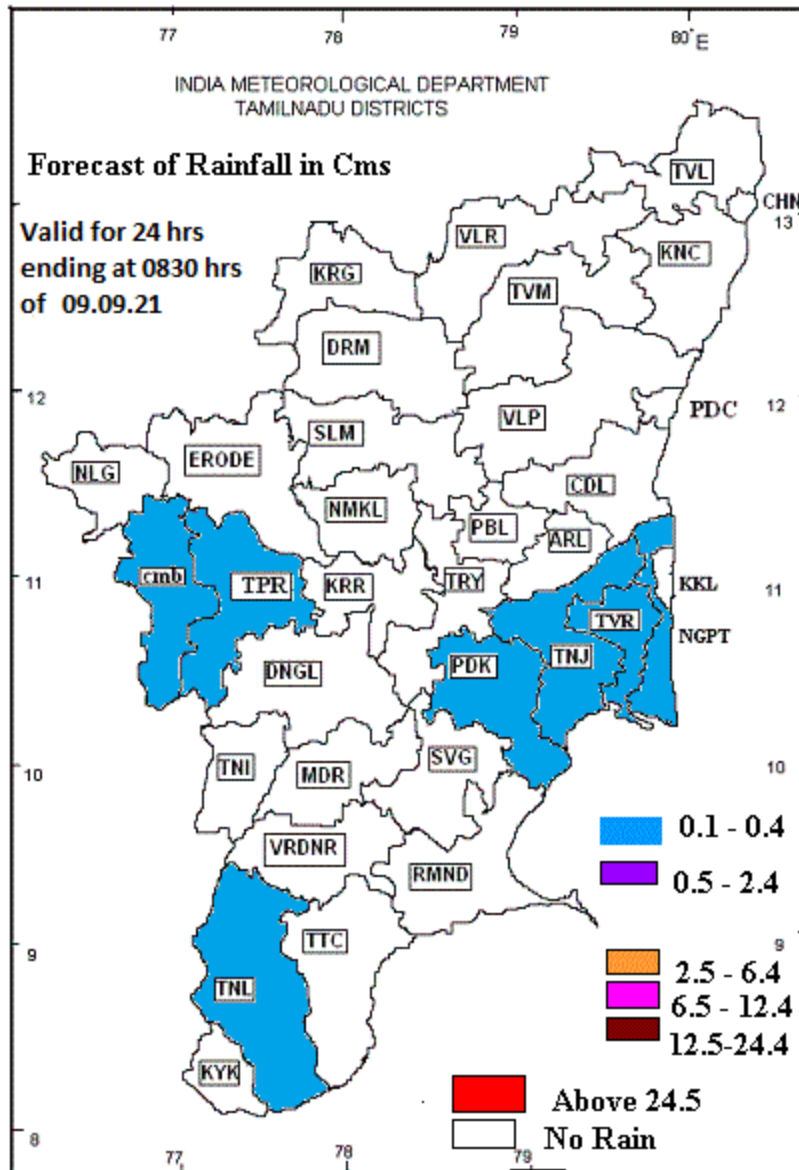 77 78 79 80°E
INDIA METEOROLOGICAL DEPARTMENT
TAMILNADU DISTRICTS
Forecast of Rainfall in Cms
TVL
CHN
13
Valid for 24 hrs
ending at 0830 hrs
of 09.09.21
VLR
KNC
KRG
TVM
DRM
12
VLP
PDC
12
SLM
ERODE
NLG
CDL
NMKL
PBL
ARL
11
cmb
TPR
KRR
TRY
KKL
11
TVR
NGPT
DNGL
PDK
TNJ
10
TNI
MDR
SVG
10
0.1 - 0.4
VRDNR
RMND
0.5 - 2.4
9
TTC
9
2.5 - 6.4
TNL
6.5 - 12.4
12.5-24.4
KYK
Above 24.5
8
No Rain
77 78 79